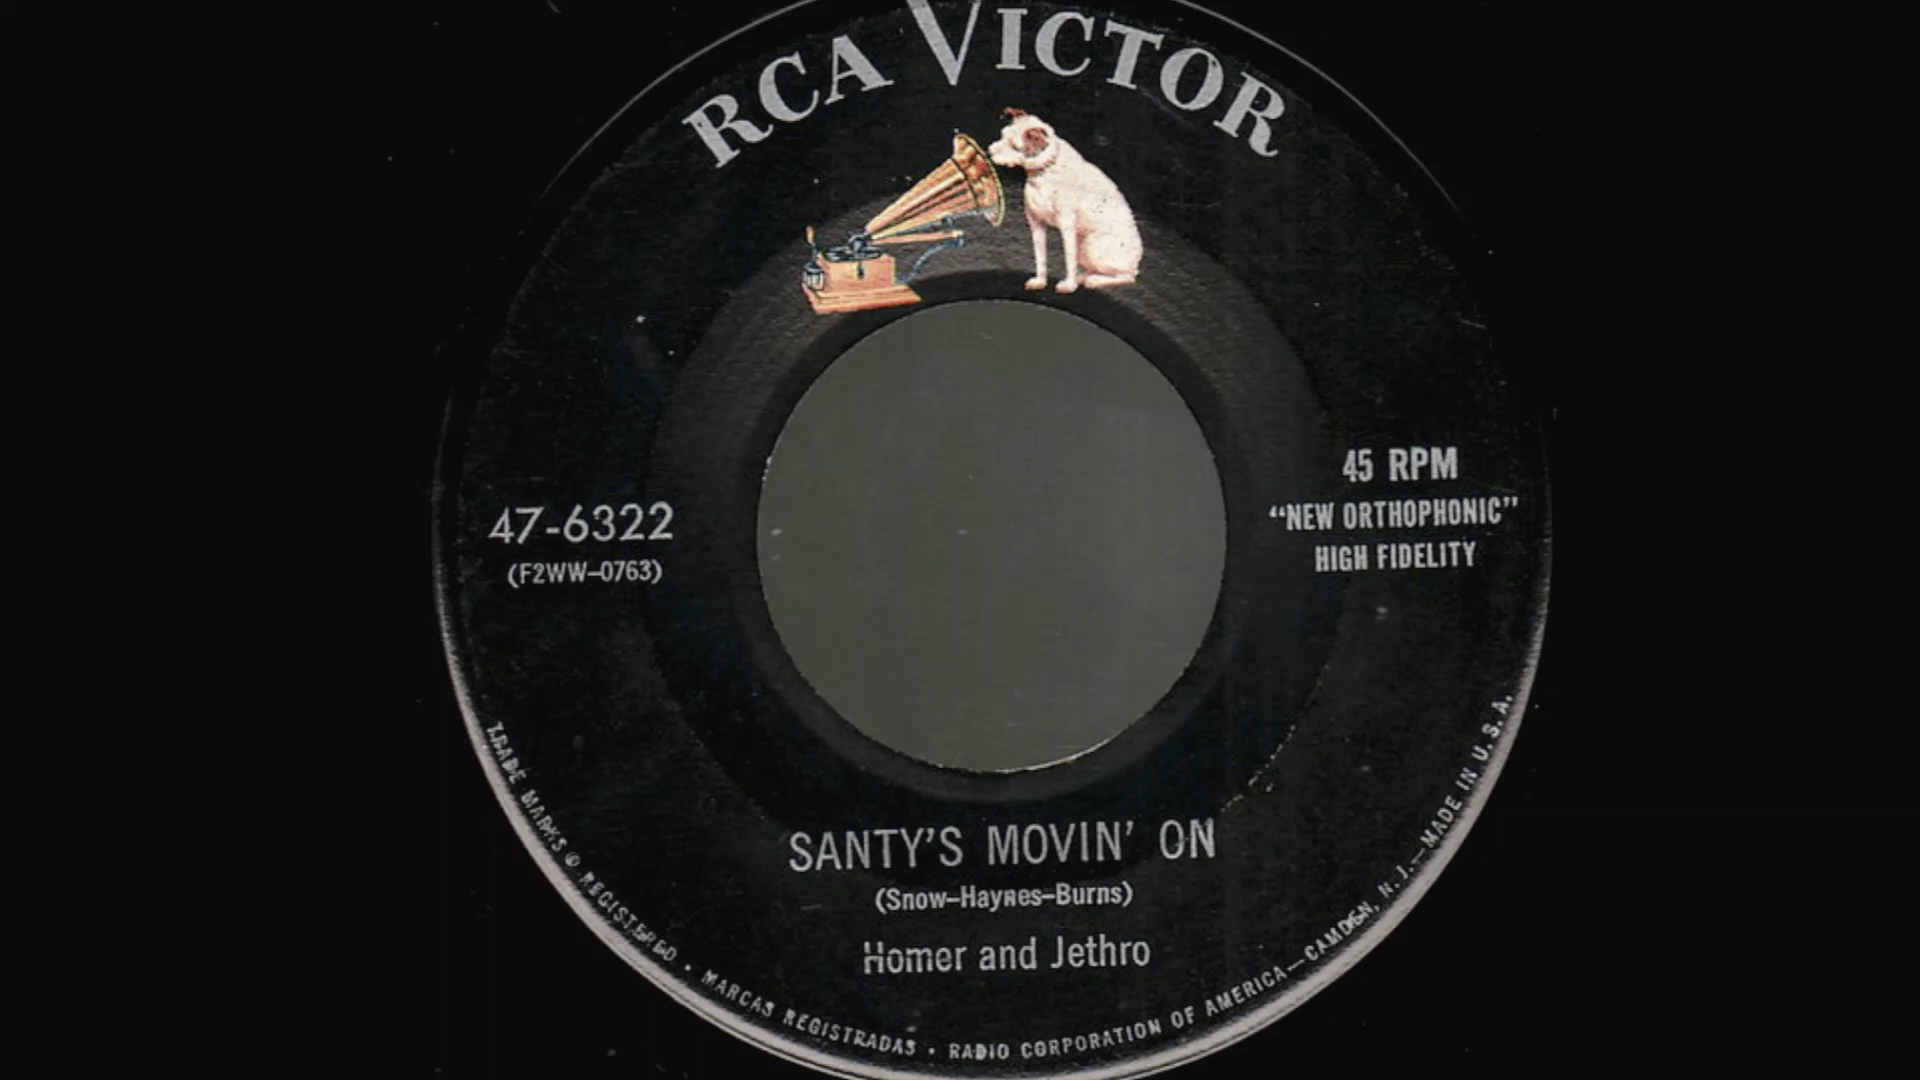 RCA VICTOR
47-6322
(F2WW-0763)
45 RPM
“NEW ORTHOPHONIC”
HIGH FIDELITY
SANTY'S MOVIN' ON
(Snow-Haynes-Burns)
Homer and Jethro
TRADE MARKS ® REGISTERED • MARCAS REGISTRADAS • RADIO CORPORATION OF AMERICA—CAMDEN, N. J.—MADE IN U. S. A.